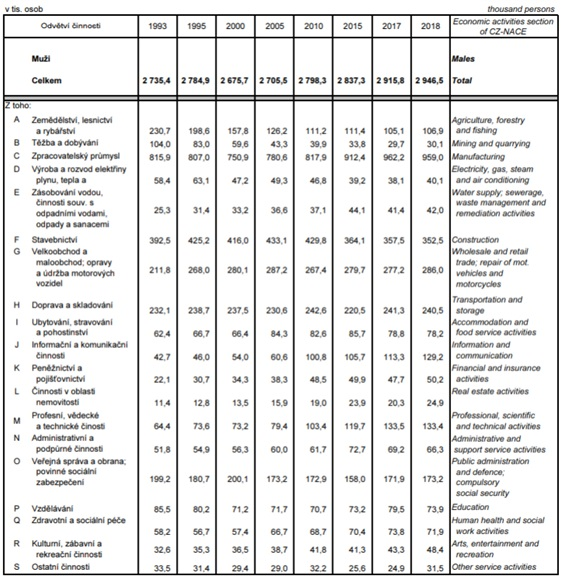 v tis. osob thousand persons
Odvětví činnosti 1993 1995 2000 2005 2010 2015 2017 2018 Economic activities section
of CZ-NACE
Muži Males
Celkem 2 735,4 2 784,9 2 675,7 2 705,5 2 798,3 2 837,3 2 915,8 2 946,5 Total
Z toho:
A Zemědělství, lesnictví Agriculture, forestry
a rybářství 230,7 198,6 157,8 126,2 111,2 111,4 105,1 106,9 and fishing
B Těžba a dobývání 104,0 83,0 59,6 43,3 39,9 33,8 29,7 30,1 Mining and quarrying
C Zpracovatelský průmysl 815,9 807,0 750,9 780,6 817,9 912,4 962,2 959,0 Manufacturing
D Výroba a rozvod elektřiny Electricity, gas, steam
plynu, tepla a 58,4 63,1 47,2 49,3 46,8 39,2 38,1 40,1 and air conditioning
E Zásobování vodou, Water supply; sewerage,
činnosti souv. s waste management and
odpadními vodami, 25,3 31,4 33,2 36,6 37,1 44,1 41,4 42,0 remediation activities
odpady a sanacemi
F Stavebnictví 392,5 425,2 416,0 433,1 429,8 364,1 357,5 352,5 Construction
G Velkoobchod a Wholesale and retail
maloobchod; opravy trade; repair of mot.
a údržba motorových 211,8 268,0 280,1 287,2 267,4 279,7 277,2 286,0 vehicles and
vozidel motorcycles
H Doprava a skladování Transportation and
232,1 238,7 237,5 230,6 242,6 220,5 241,3 240,5 storage
I Ubytování, stravování Accommodation and
a pohostinství 62,4 66,7 66,4 84,3 82,6 85,7 78,8 78,2 food service activities
J Informační a komunikační Information and
činnosti 42,7 46,0 54,0 60,6 100,8 105,7 113,3 129,2 communication
K Peněžnictví a Financial and insurance
pojišťovnictví 22,1 30,7 34,3 38,3 48,5 49,9 47,7 50,2 activities
L Činnosti v oblasti Real estate activities
nemovitostí 11,4 12,8 13,5 15,9 19,0 23,9 20,3 24,9
M Profesní, vědecké Professional, scientific
a technické činosti 64,4 73,6 73,2 79,4 103,4 119,7 133,5 133,4 and technical activities
N Administrativní a Administrative and
podpůrné činnosti 51,8 54,9 56,3 60,0 61,7 72,7 69,2 66,3 support service activities
O Veřejná správa a obrana; Public administration
povinné sociální and defence;
zabezpečení 199,2 180,7 200,1 173,2 172,9 158,0 171,9 173,2 compulsory
social security
P Vzdělávání 85,5 80,2 71,2 71,7 70,7 73,2 79,5 73,9 Education
Q Zdravotní a sociální péče Human health and social
58,2 56,7 57,4 66,7 68,7 70,4 73,8 71,9 work activities
R Kulturní, zábavní a Arts, entertainment and
rekreační činnosti 32,6 35,3 36,5 38,7 41,8 41,3 43,3 48,4 recreation
S Ostatní činnosti 33,5 31,4 29,4 29,0 32,2 25,6 24,9 31,5 Other service activities